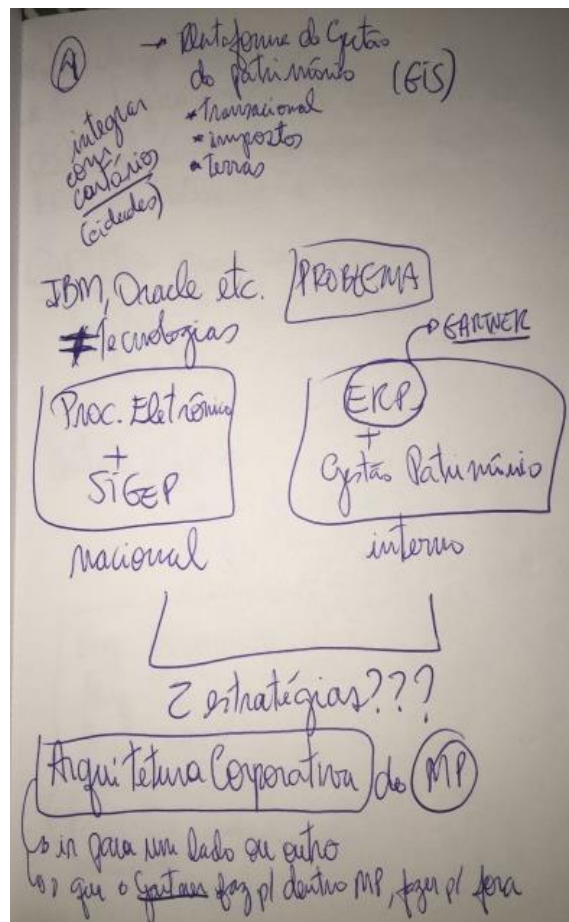 A
→ Plataforma de Gestão
do patrimônio (GIS)
* Transacional
* impostos
* terras
integrar
com
cartórios
(cidades)
IBM, Oracle etc.
PROBLEMA
≠ Tecnologias
GARTNER
Proc. Eletrônico
+
SIGEP
nacional
ERP
+
Gestão Patrimônio
interno
2 estratégias???
Arquitetura Corporativa do MP
→ ir para um lado ou outro
→ o que o Gartner faz p/ dentro MP, fazer p/ fora